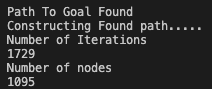 Path To Goal Found
Constructing Found path.....
Number of Iterations
1729
Number of nodes
1095